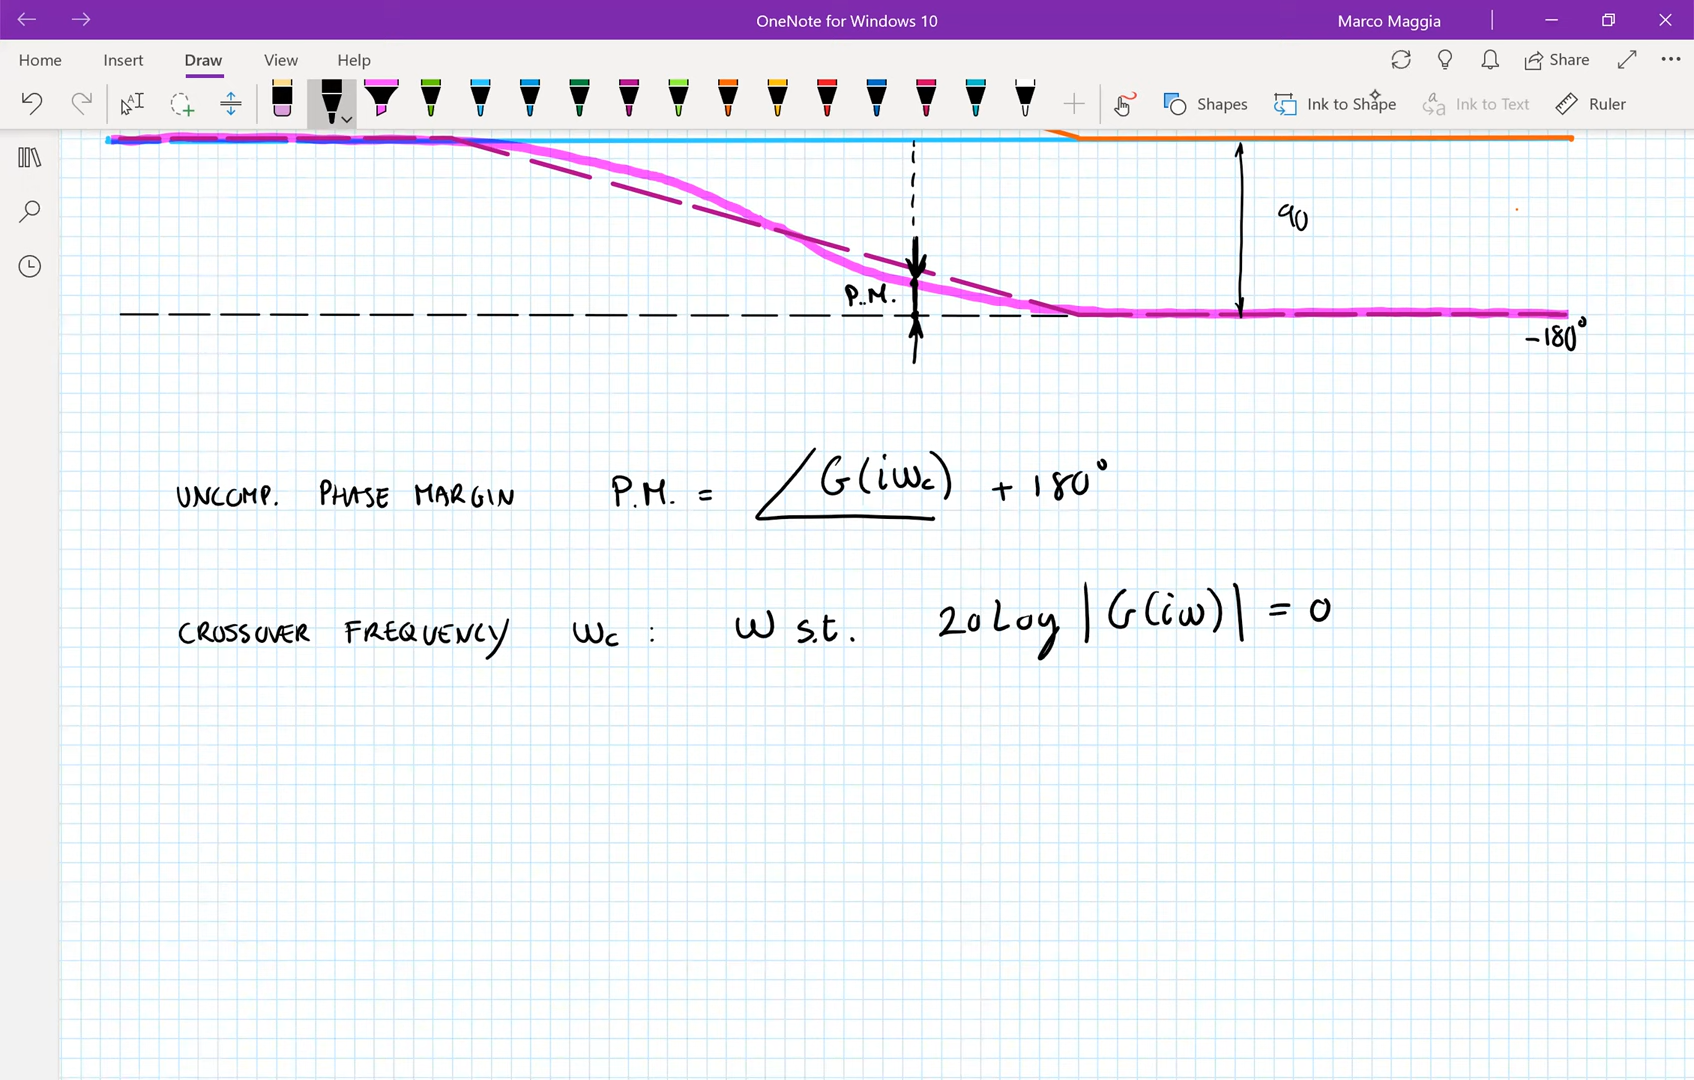 OneNote for Windows 10
Marco Maggia
Home Insert Draw View Help
Share
Shapes Ink to Shape Ink to Text Ruler
90
P.M.
-180°
UNCOMP. PHASE MARGIN P.M. = ∠G(iωc) + 180°
CROSSOVER FREQUENCY ωc : ω s.t. 20 Log |G(iω)| = 0